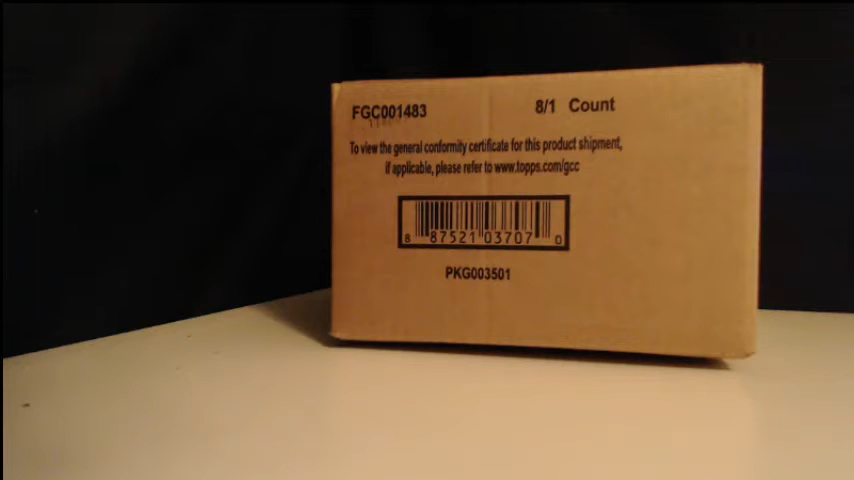 FGC001483 8/1 Count
To view the general conformity certificate for this product shipment,
if applicable, please refer to www.topps.com/gcc
8 87521 03707 0
PKG003501